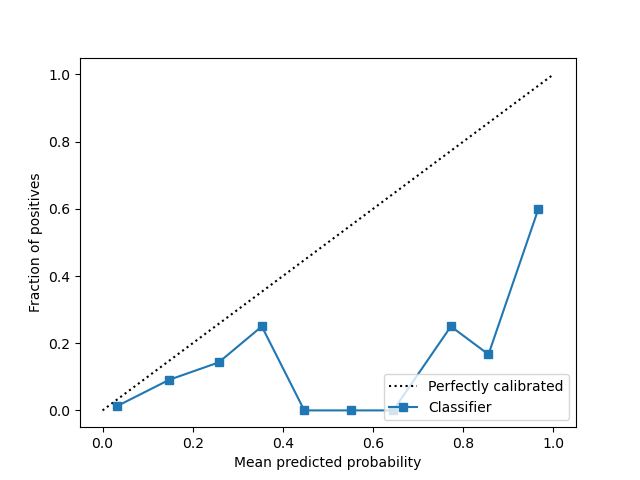 1.0
0.8
0.6
0.4
0.2
0.0
Fraction of positives
Perfectly calibrated
Classifier
0.0 0.2 0.4 0.6 0.8 1.0
Mean predicted probability